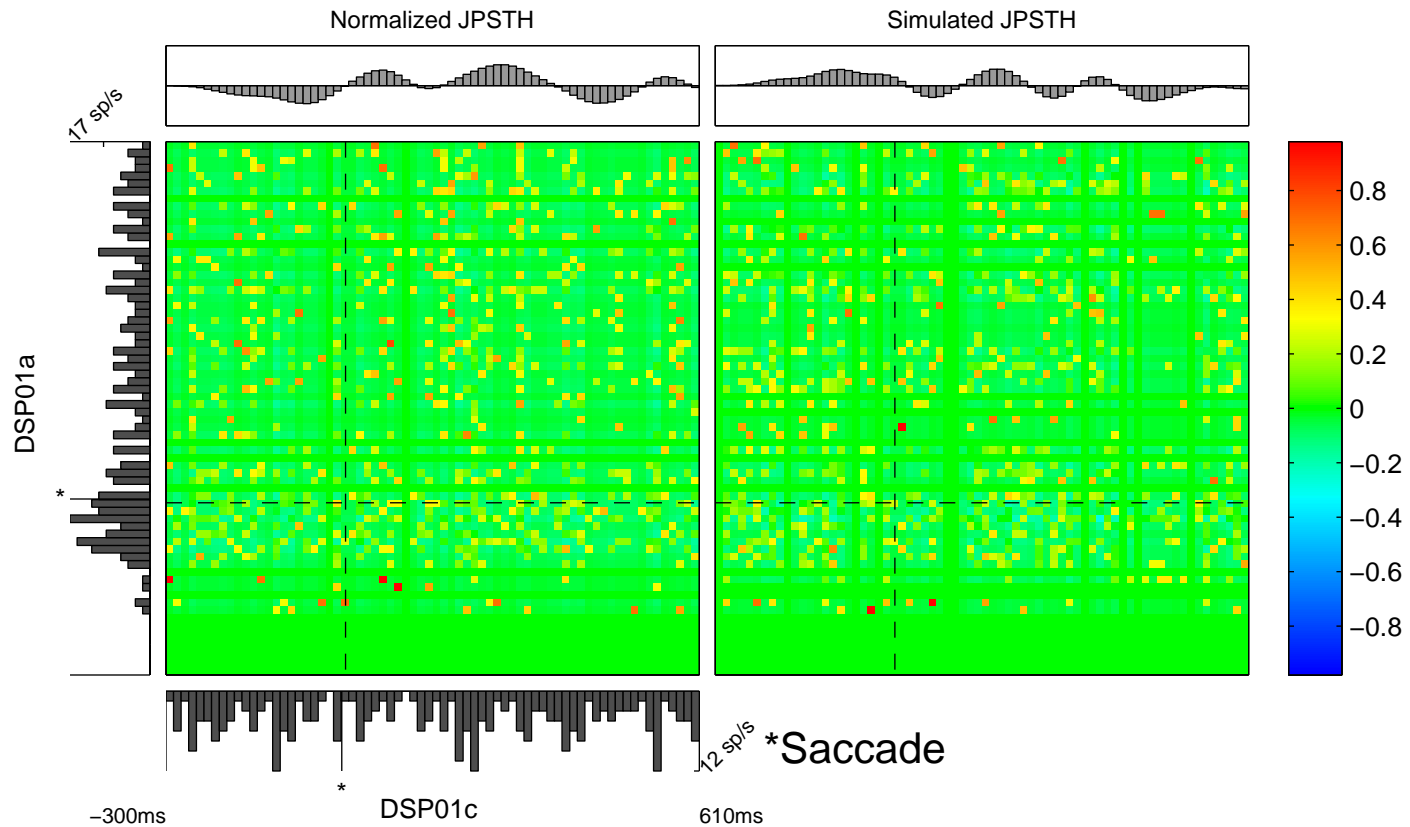 Normalized JPSTH
Simulated JPSTH
17 sp/s
DSP01a
*
0.8
0.6
0.4
0.2
0
−0.2
−0.4
−0.6
−0.8
12 sp/s
*Saccade
*
DSP01c
−300ms
610ms